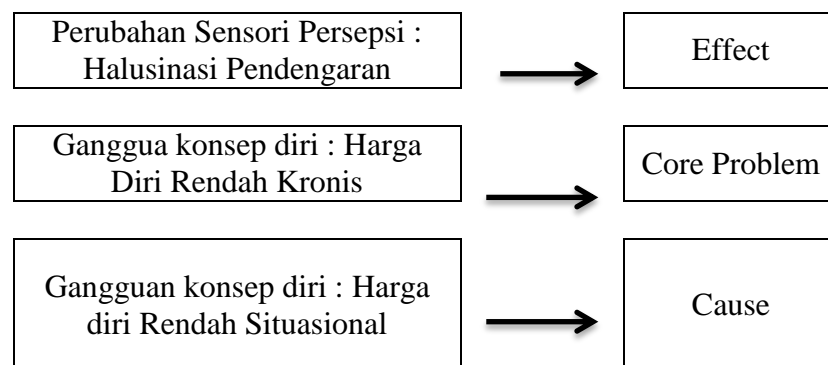 Perubahan Sensori Persepsi :
Halusinasi Pendengaran
Effect
Ganggua konsep diri : Harga
Diri Rendah Kronis
Core Problem
Gangguan konsep diri : Harga
diri Rendah Situasional
Cause